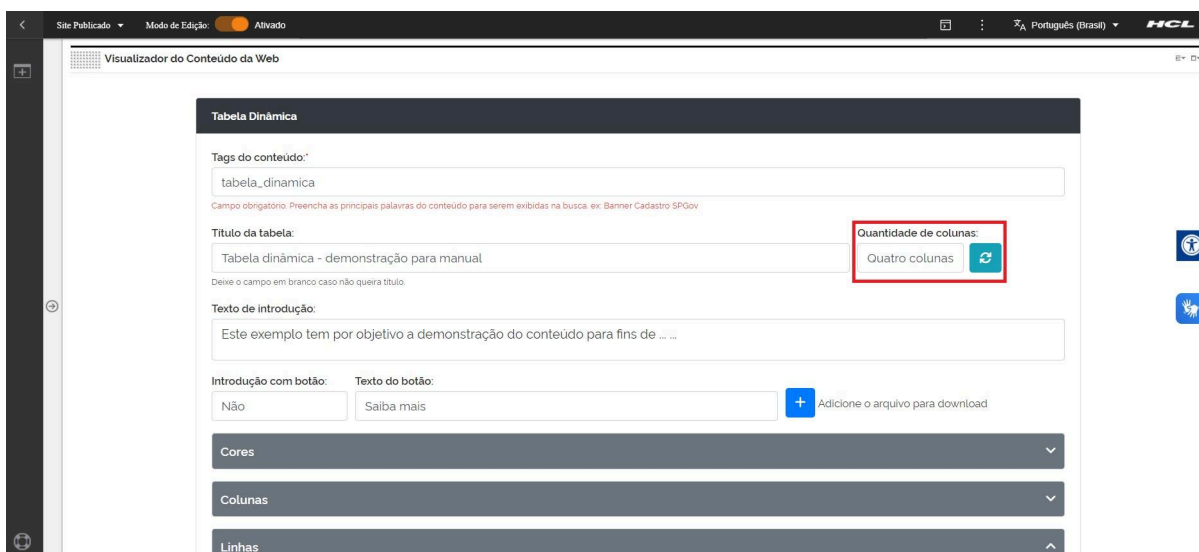 Site Publicado Modo de Edição: Ativado Português (Brasil) HCL
Visualizador do Conteúdo da Web
Tabela Dinâmica
Tags do conteúdo:*
tabela_dinamica
Campo obrigatório. Preencha as principais palavras do conteúdo para serem exibidas na busca. ex: Banner Cadastro SPGov
Título da tabela: Quantidade de colunas:
Tabela dinâmica - demonstração para manual Quatro colunas
Deixe o campo em branco caso não queira título.
Texto de introdução:
Este exemplo tem por objetivo a demonstração do conteúdo para fins de ... ...
Introdução com botão: Texto do botão:
Não Saiba mais + Adicione o arquivo para download
Cores
Colunas
Linhas